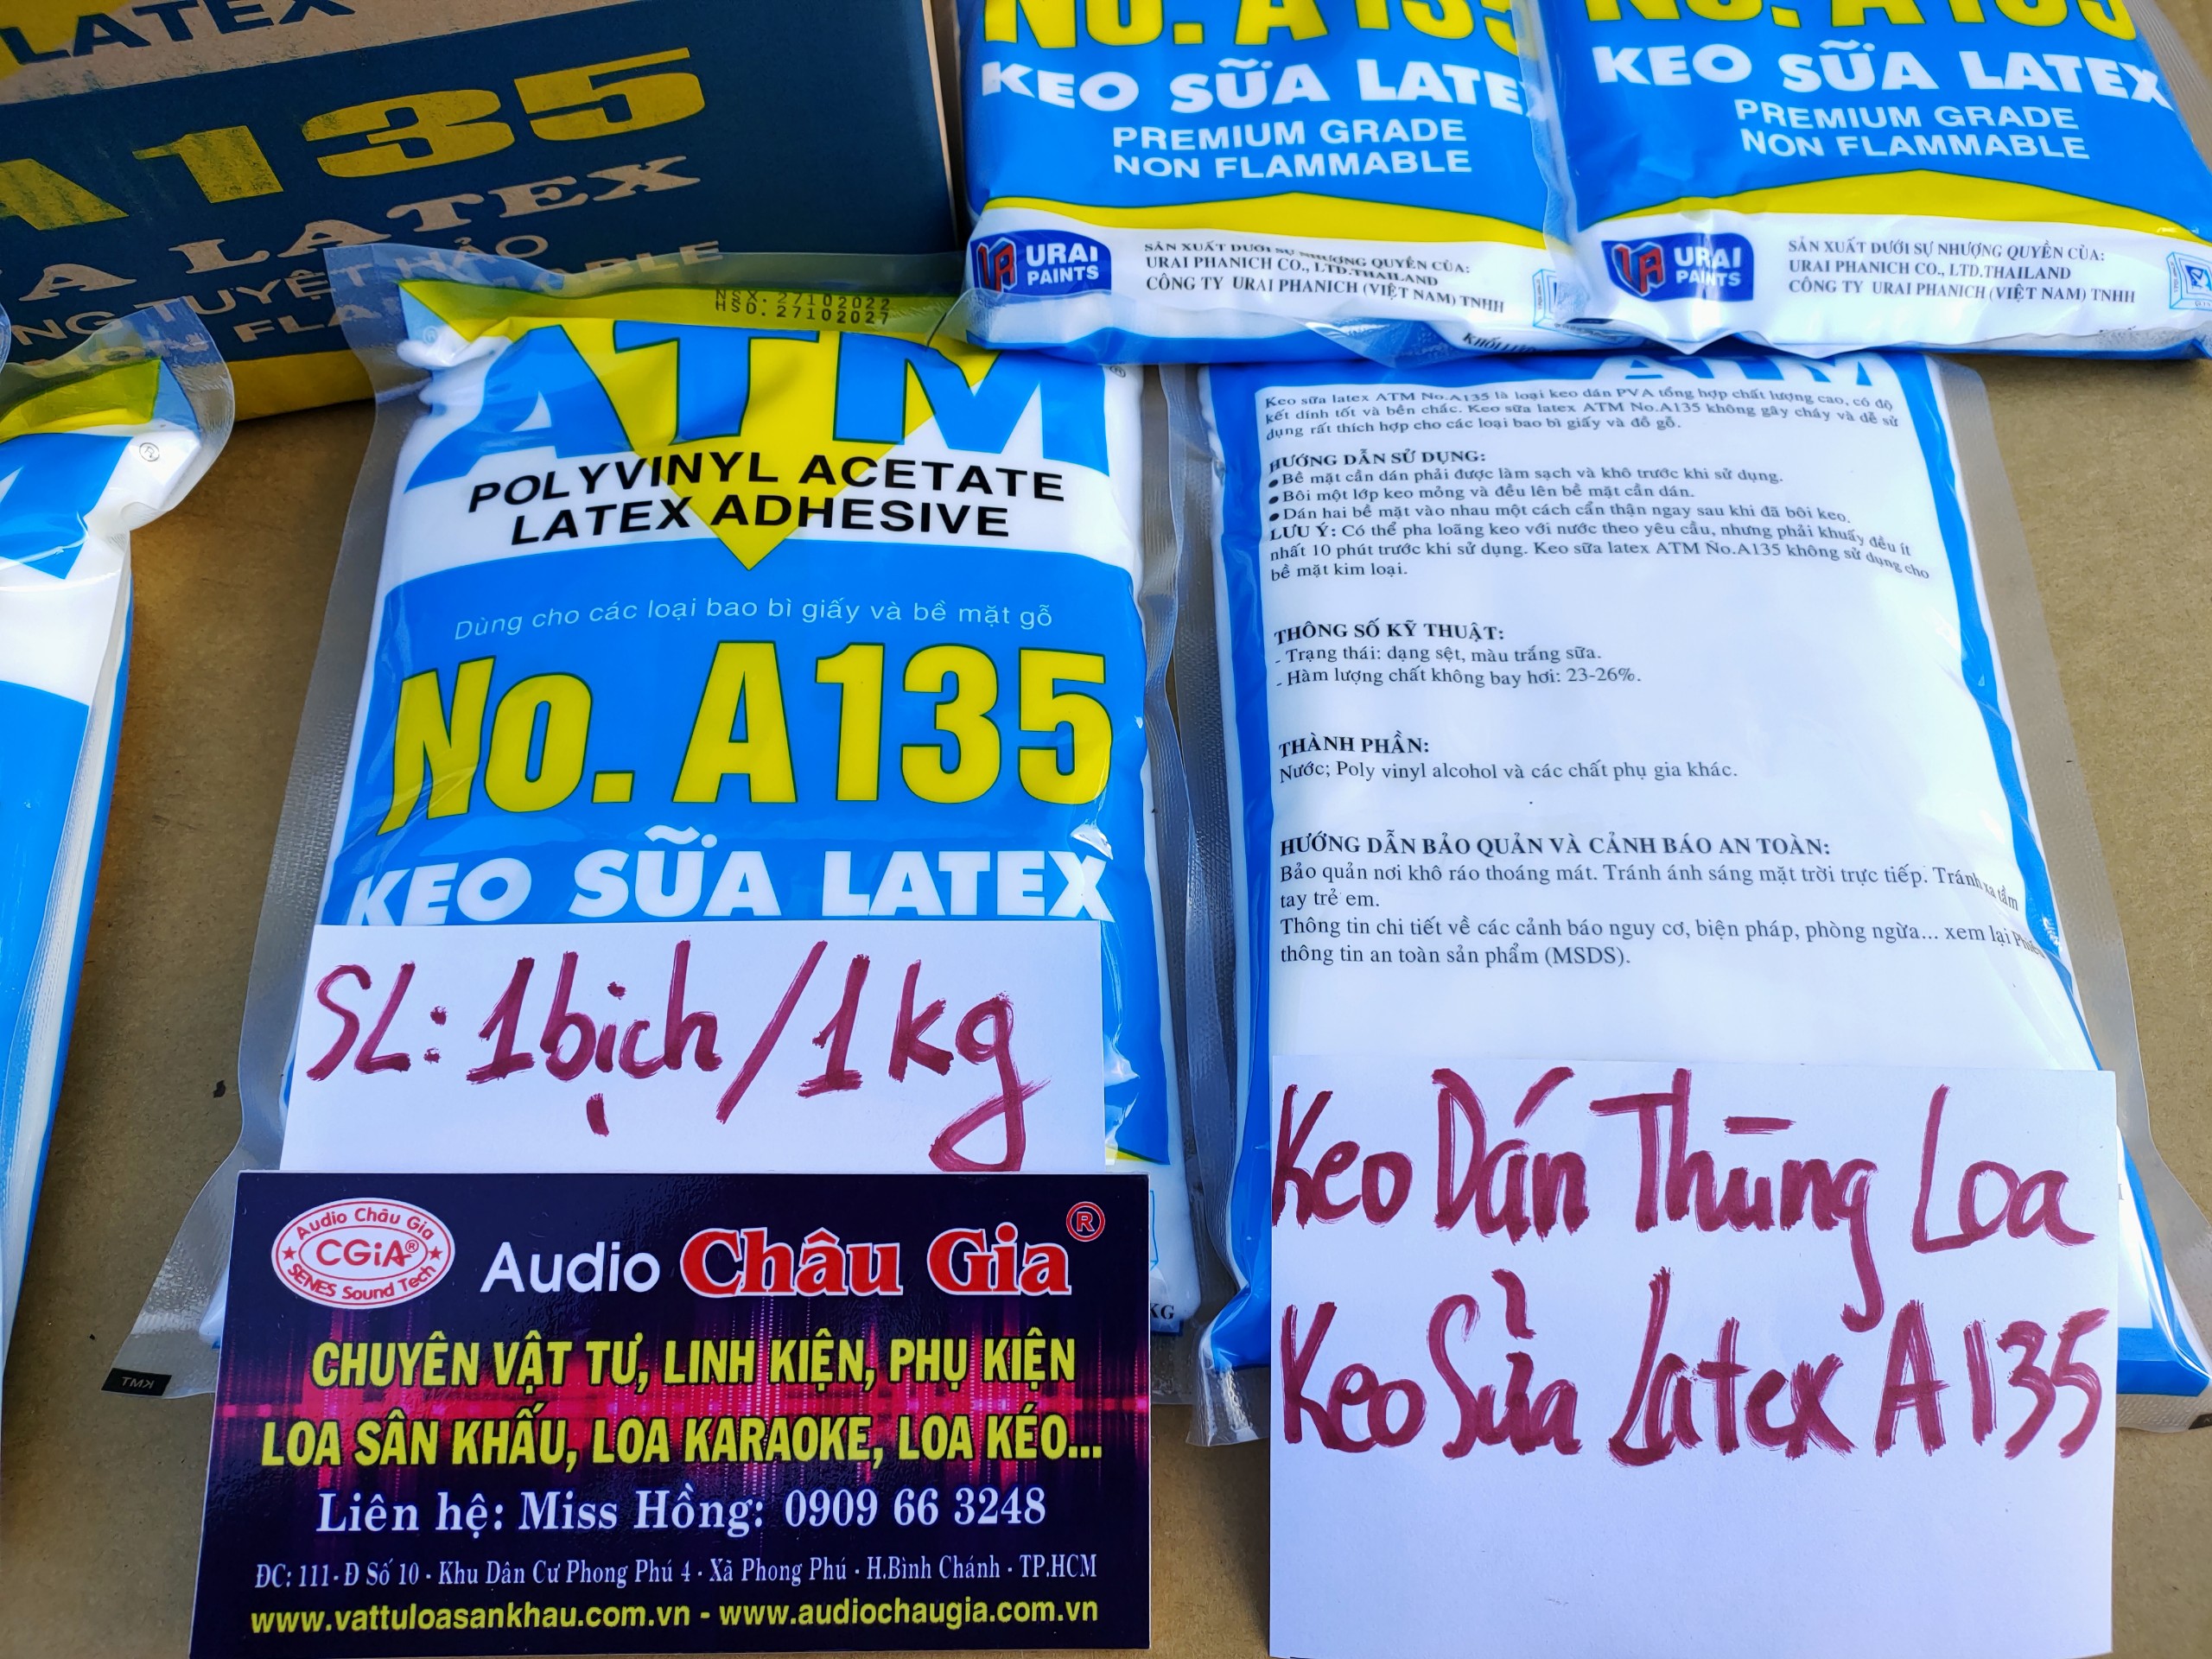 LATEX
A135
A LATEX
NG TUYỆT HẢO
NON FLAMMABLE
No. A135
KEO SỮA LATEX
PREMIUM GRADE
NON FLAMMABLE
URAI
PAINTS
SẢN XUẤT DƯỚI SỰ NHƯỢNG QUYỀN CỦA:
URAI PHANICH CO., LTD.THAILAND
CÔNG TY URAI PHANICH (VIỆT NAM) TNHH
No. A135
KEO SỮA LATEX
PREMIUM GRADE
NON FLAMMABLE
URAI
PAINTS
SẢN XUẤT DƯỚI SỰ NHƯỢNG QUYỀN CỦA:
URAI PHANICH CO., LTD.THAILAND
CÔNG TY URAI PHANICH (VIỆT NAM) TNHH
NSX. 27102022
HSD. 27102027
ATM
POLYVINYL ACETATE
LATEX ADHESIVE
Dùng cho các loại bao bì giấy và bề mặt gỗ
No. A135
KEO SỮA LATEX
KG
KMT
ATM
Keo sữa latex ATM No.A135 là loại keo dán PVA tổng hợp chất lượng cao, có độ
kết dính tốt và bền chắc. Keo sữa latex ATM No.A135 không gây cháy và dễ sử
dụng rất thích hợp cho các loại bao bì giấy và đồ gỗ.
HƯỚNG DẪN SỬ DỤNG:
● Bề mặt cần dán phải được làm sạch và khô trước khi sử dụng.
● Bôi một lớp keo mỏng và đều lên bề mặt cần dán.
● Dán hai bề mặt vào nhau một cách cẩn thận ngay sau khi đã bôi keo.
LƯU Ý: Có thể pha loãng keo với nước theo yêu cầu, nhưng phải khuấy đều ít
nhất 10 phút trước khi sử dụng. Keo sữa latex ATM No.A135 không sử dụng cho
bề mặt kim loại.
THÔNG SỐ KỸ THUẬT:
- Trạng thái: dạng sệt, màu trắng sữa.
- Hàm lượng chất không bay hơi: 23-26%.
THÀNH PHẦN:
Nước; Poly vinyl alcohol và các chất phụ gia khác.
HƯỚNG DẪN BẢO QUẢN VÀ CẢNH BÁO AN TOÀN:
Bảo quản nơi khô ráo thoáng mát. Tránh ánh sáng mặt trời trực tiếp. Tránh xa tầm
tay trẻ em.
Thông tin chi tiết về các cảnh báo nguy cơ, biện pháp, phòng ngừa... xem lại Phiếu
thông tin an toàn sản phẩm (MSDS).
SL: 1bịch/1kg
Keo Dán Thùng Loa
Keo Sủa Latex A135
Audio Châu Gia
CGiA®
SENES Sound Tech
Audio Châu Gia®
CHUYÊN VẬT TƯ, LINH KIỆN, PHỤ KIỆN
LOA SÂN KHẤU, LOA KARAOKE, LOA KÉO...
Liên hệ: Miss Hồng: 0909 66 3248
ĐC: 111- Đ Số 10 - Khu Dân Cư Phong Phú 4 - Xã Phong Phú - H.Bình Chánh - TP.HCM
www.vattuloasankhau.com.vn - www.audiochaugia.com.vn